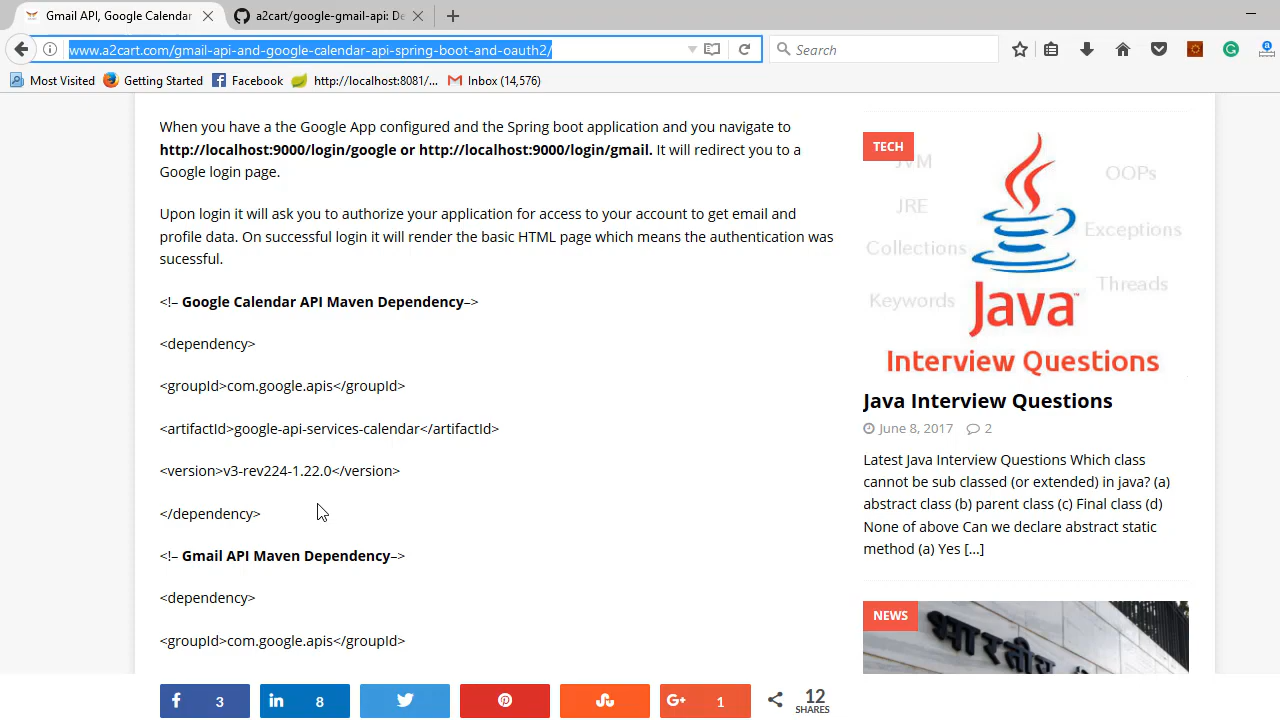 Gmail API, Google Calendar
a2cart/google-gmail-api: De
www.a2cart.com/gmail-api-and-google-calendar-api-spring-boot-and-oauth2/
Search
Most Visited
Getting Started
Facebook
http://localhost:8081/...
Inbox (14,576)
When you have a the Google App configured and the Spring boot application and you navigate to
http://localhost:9000/login/google or http://localhost:9000/login/gmail. It will redirect you to a
Google login page.
Upon login it will ask you to authorize your application for access to your account to get email and
profile data. On successful login it will render the basic HTML page which means the authentication was
sucessful.
<!– Google Calendar API Maven Dependency–>
<dependency>
<groupId>com.google.apis</groupId>
<artifactId>google-api-services-calendar</artifactId>
<version>v3-rev224-1.22.0</version>
</dependency>
<!– Gmail API Maven Dependency–>
<dependency>
<groupId>com.google.apis</groupId>
3
8
1
12
SHARES
TECH
JVM
OOPs
JRE
Exceptions
Collections
Threads
Keywords
Java
Interview Questions
Java Interview Questions
June 8, 2017 2
Latest Java Interview Questions Which class
cannot be sub classed (or extended) in java? (a)
abstract class (b) parent class (c) Final class (d)
None of above Can we declare abstract static
method (a) Yes [...]
NEWS
भारतीय